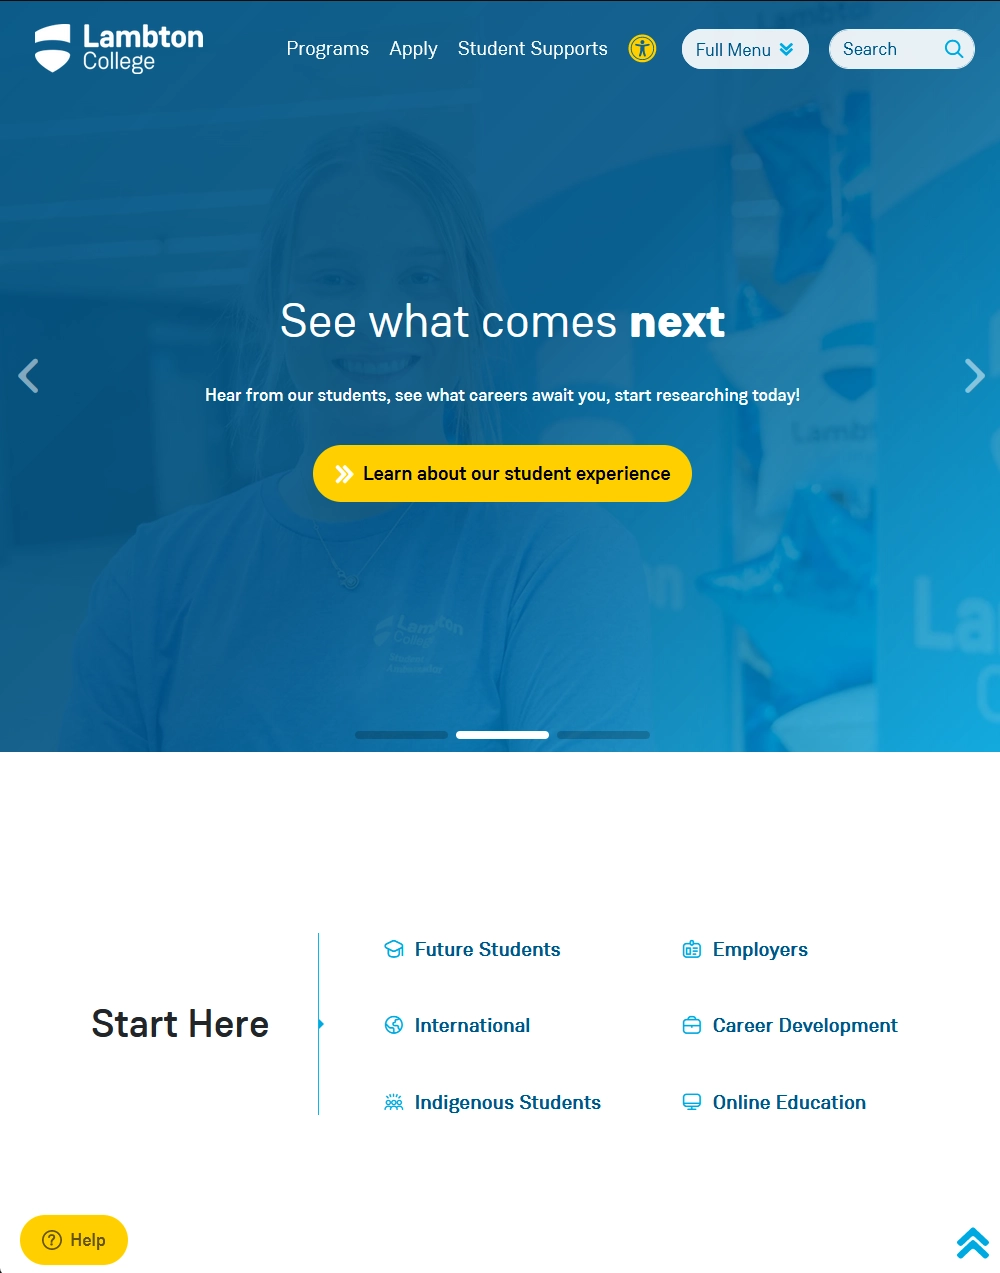 Lambton
College
Programs
Apply
Student Supports
Full Menu
Search
See what comes next
Hear from our students, see what careers await you, start researching today!
Learn about our student experience
Lambton
College
Start Here
Future Students
Employers
International
Career Development
Indigenous Students
Online Education
Help